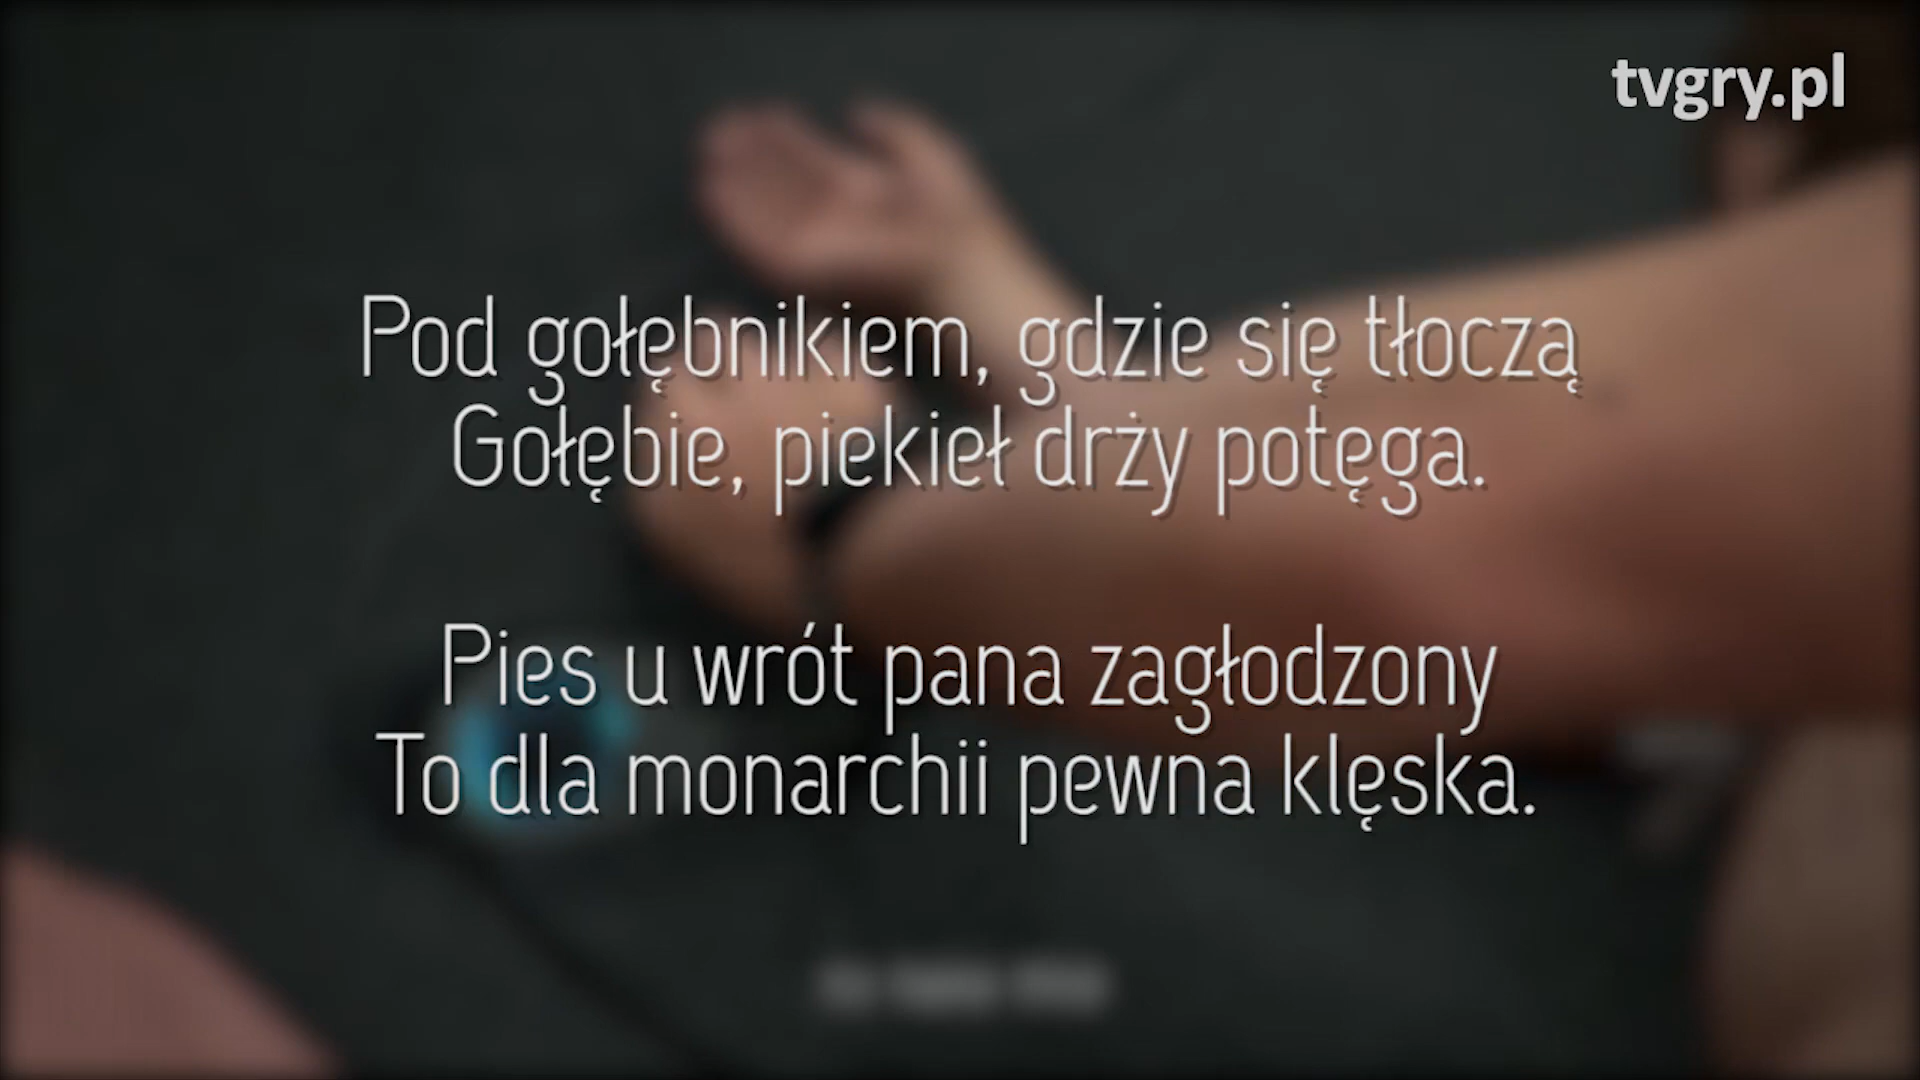 tvgry.pl
Pod gołębnikiem, gdzie się tłoczą
Gołębie, piekieł drży potęga.
Pies u wrót pana zagłodzony
To dla monarchii pewna klęska.